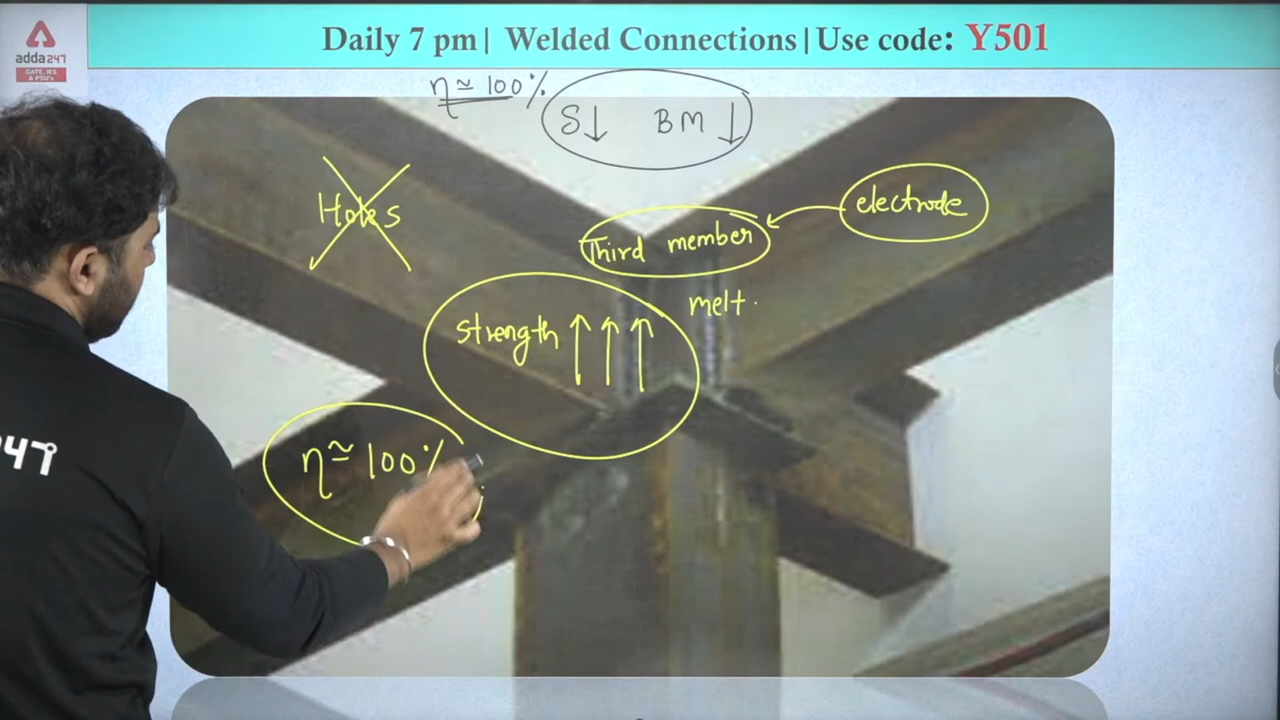 Daily 7 pm| Welded Connections|Use code: Y501
adda247
GATE, IES
& PSU's
η ≃ 100%
S↓ BM ↓
Holes
electrode
Third member
melt.
strength ↑↑↑
η ≃ 100%
247